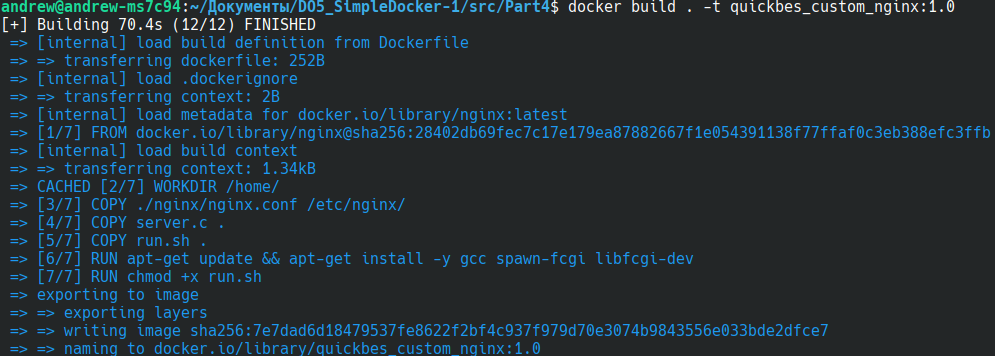 andrew@andrew-ms7c94:~/Документы/DO5_SimpleDocker-1/src/Part4$ docker build . -t quickbes_custom_nginx:1.0
[+] Building 70.4s (12/12) FINISHED
=> [internal] load build definition from Dockerfile
=> => transferring dockerfile: 252B
=> [internal] load .dockerignore
=> => transferring context: 2B
=> [internal] load metadata for docker.io/library/nginx:latest
=> [1/7] FROM docker.io/library/nginx@sha256:28402db69fec7c17e179ea87882667f1e054391138f77ffaf0c3eb388efc3ffb
=> [internal] load build context
=> => transferring context: 1.34kB
=> CACHED [2/7] WORKDIR /home/
=> [3/7] COPY ./nginx/nginx.conf /etc/nginx/
=> [4/7] COPY server.c .
=> [5/7] COPY run.sh .
=> [6/7] RUN apt-get update && apt-get install -y gcc spawn-fcgi libfcgi-dev
=> [7/7] RUN chmod +x run.sh
=> exporting to image
=> => exporting layers
=> => writing image sha256:7e7dad6d18479537fe8622f2bf4c937f979d70e3074b9843556e033bde2dfce7
=> => naming to docker.io/library/quickbes_custom_nginx:1.0